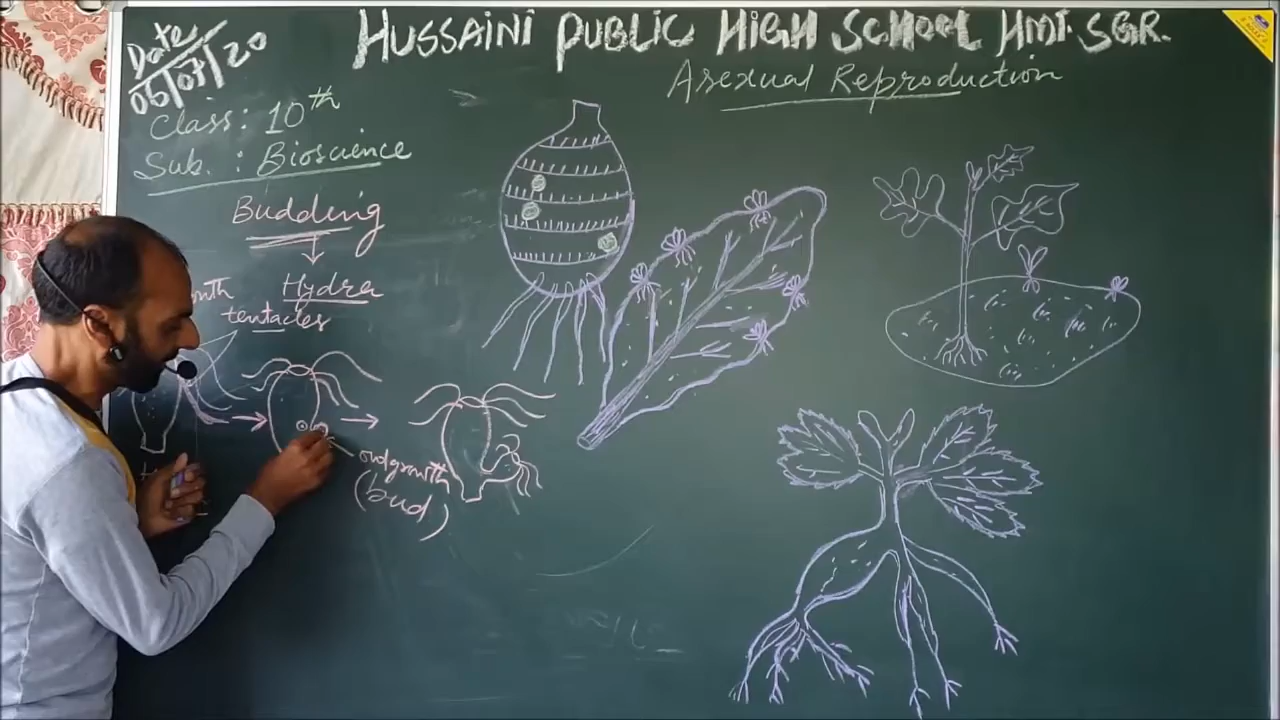 HUSSAINI PUBLIC HIGH SCHOOL HMT. SGR.
Date
06/07/20
Asexual Reproduction
Class: 10th
Sub. : Bioscience
Budding
Hydra
tentacles
outgrowth
(bud)